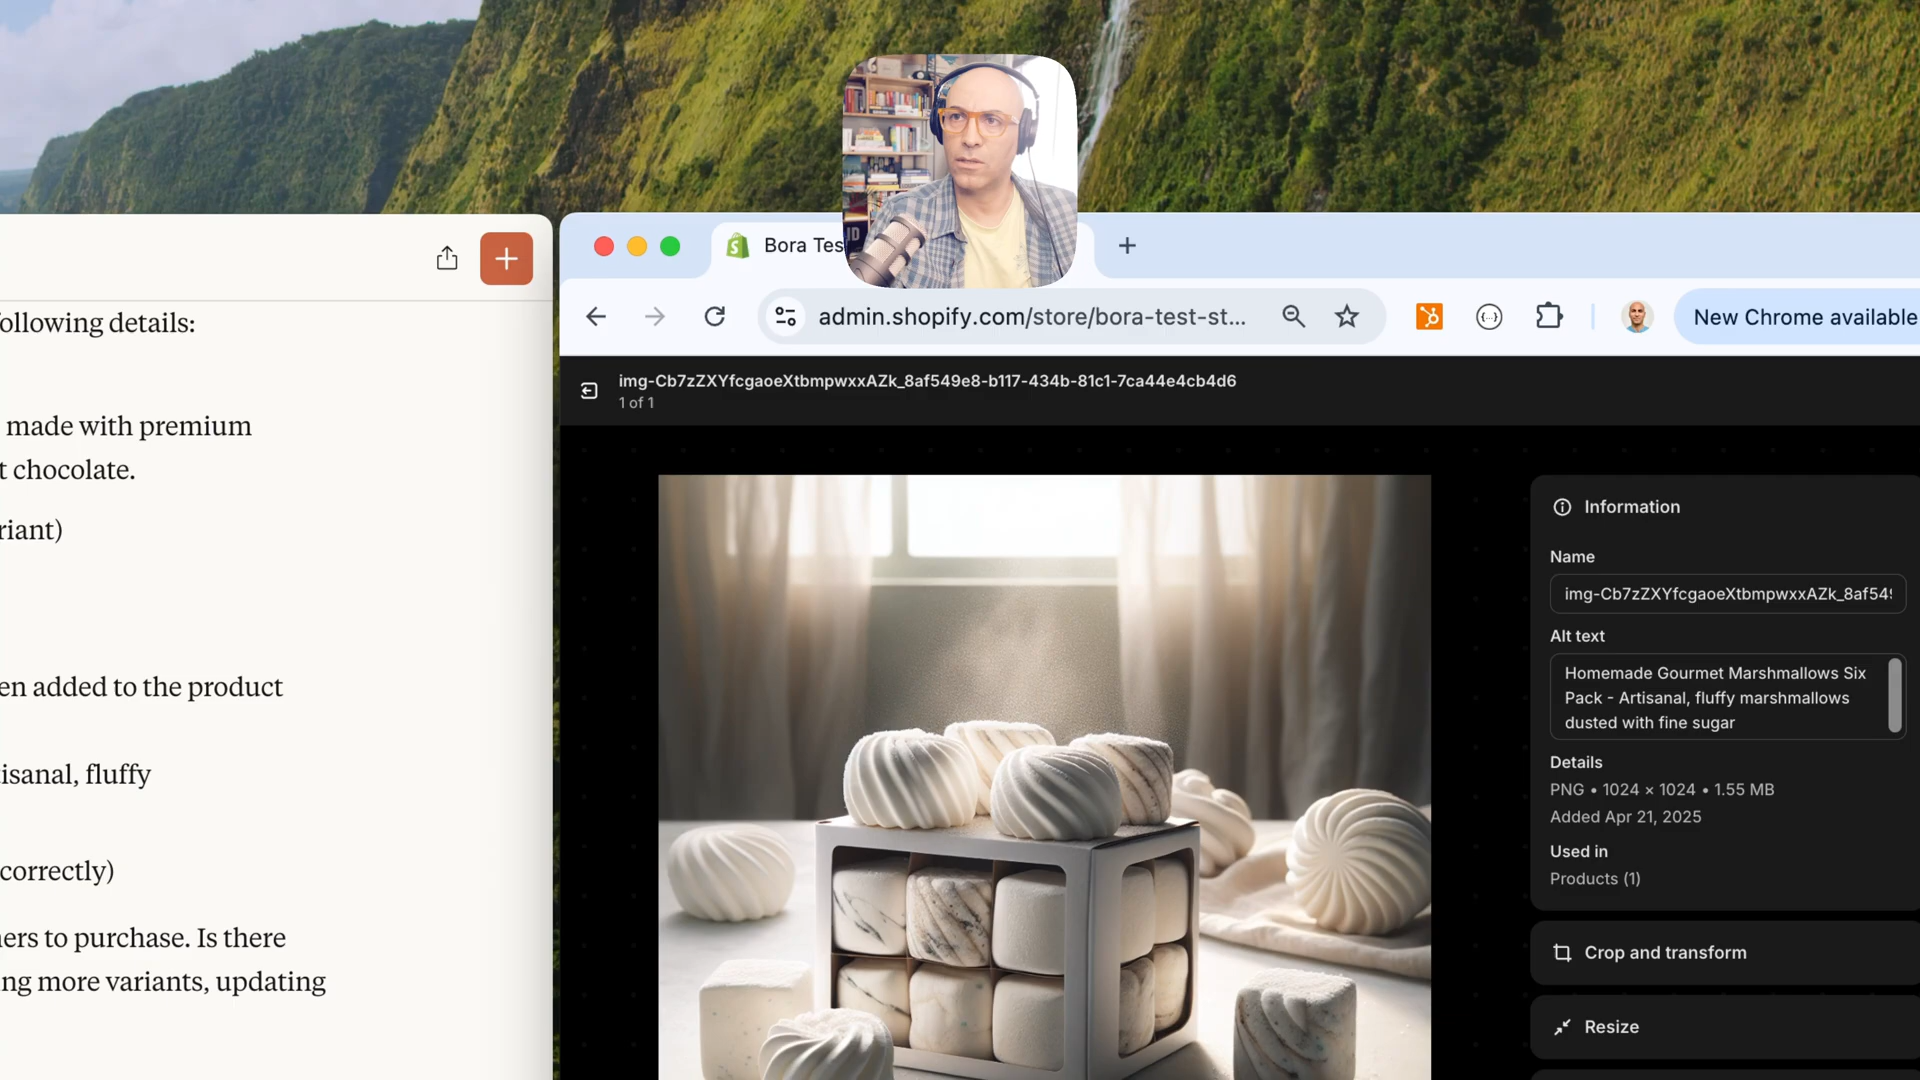 ollowing details:
made with premium
t chocolate.
riant)
en added to the product
isanal, fluffy
correctly)
ers to purchase. Is there
ng more variants, updating
Bora Tes
admin.shopify.com/store/bora-test-st...
New Chrome available
img-Cb7zZXYfcgaoeXtbmpwxxAZk_8af549e8-b117-434b-81c1-7ca44e4cb4d6
1 of 1
Information
Name
img-Cb7zZXYfcgaoeXtbmpwxxAZk_8af549
Alt text
Homemade Gourmet Marshmallows Six
Pack - Artisanal, fluffy marshmallows
dusted with fine sugar
Details
PNG • 1024 × 1024 • 1.55 MB
Added Apr 21, 2025
Used in
Products (1)
Crop and transform
Resize